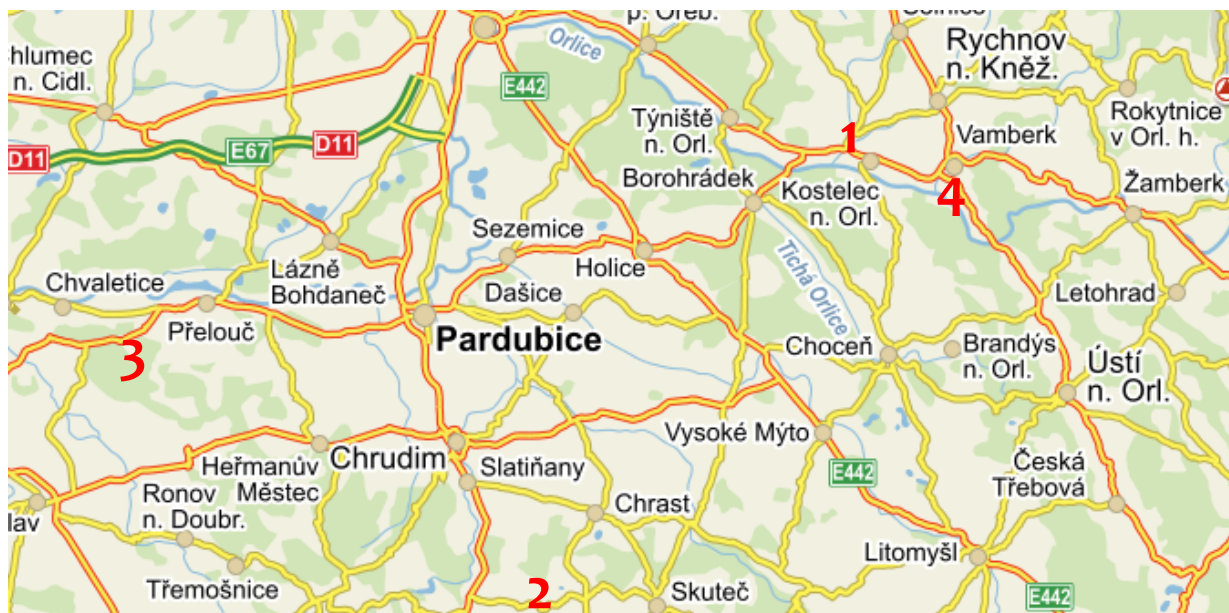 p. Oreb.
Orlice
Rychnov
n. Kněž.
hlumec
n. Cidl.
E442
Týniště
n. Orl.
Rokytnice
v Orl. h.
D11
E67
D11
1
Vamberk
Borohrádek
Kostelec
n. Orl.
4
Žamberk
Sezemice
Holice
Tichá Orlice
Chvaletice
Lázně
Bohdaneč
Dašice
Letohrad
Přelouč
Pardubice
3
Choceň
Brandýs
n. Orl.
Ústí
n. Orl.
Vysoké Mýto
Heřmanův
Městec
Chrudim
Slatiňany
E442
Česká
Třebová
Ronov
n. Doubr.
lav
Chrast
Litomyšl
Třemošnice
2
Skuteč
E442